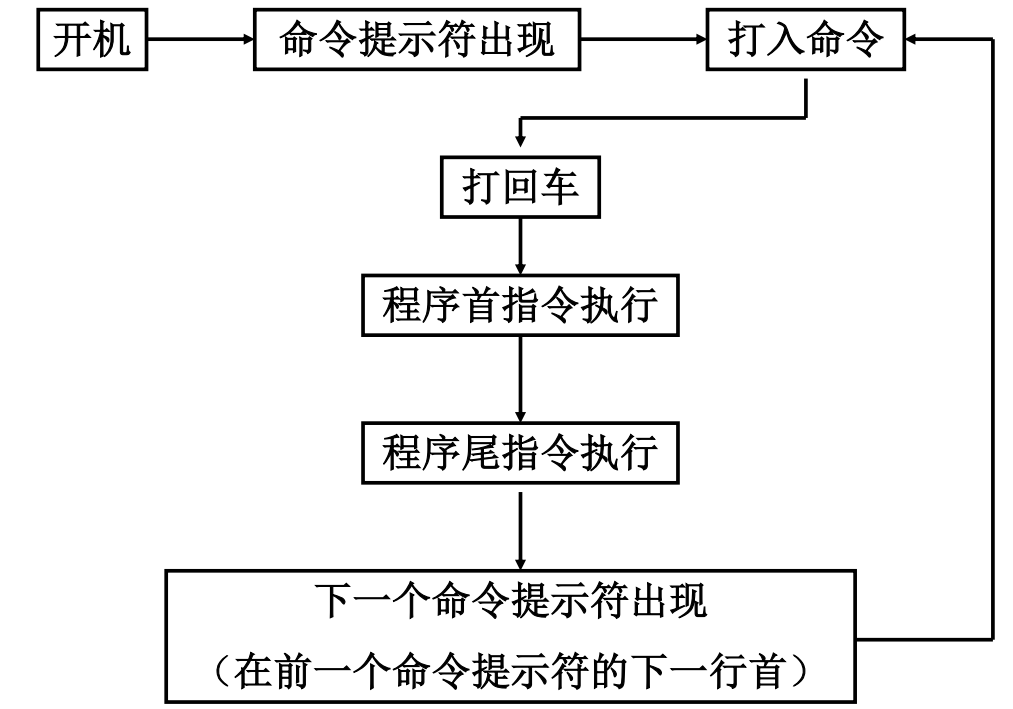 开机
命令提示符出现
打入命令
打回车
程序首指令执行
程序尾指令执行
下一个命令提示符出现
（在前一个命令提示符的下一行首）